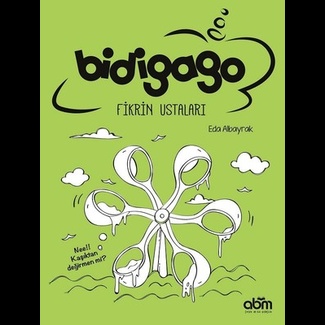 bidigago
FİKRİN USTALARI
Eda Albayrak
Nee!!
Kaşıktan
değirmen mi?
abm